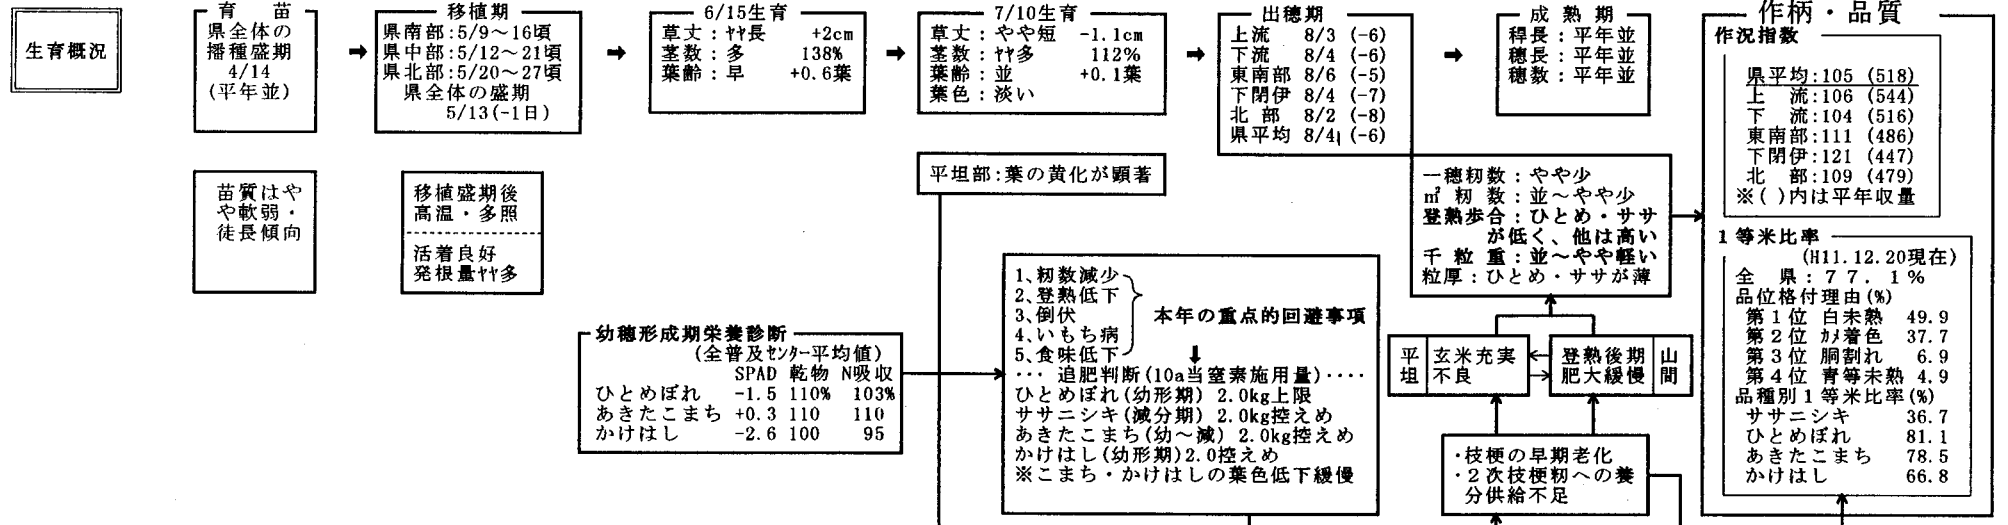 生育概況
育 苗
県全体の
播種盛期
4/14
(平年並)
苗質はや
や軟弱・
徒長傾向
移植期
県南部:5/9～16頃
県中部:5/12～21頃
県北部:5/20～27頃
県全体の盛期
5/13(-1日)
移植盛期後
高温・多照
活着良好
発根量ﾔﾔ多
6/15生育
草丈：ﾔﾔ長 +2cm
茎数：多 138%
葉齢：早 +0.6葉
7/10生育
草丈：やや短 -1.1cm
茎数：ﾔﾔ多 112%
葉齢：並 +0.1葉
葉色：淡い
平坦部:葉の黄化が顕著
幼穂形成期栄養診断
(全普及ｾﾝﾀｰ平均値)
SPAD 乾物 N吸収
ひとめぼれ -1.5 110% 103%
あきたこまち +0.3 110 110
かけはし -2.6 100 95
1、籾数減少
2、登熟低下
3、倒伏
4、いもち病
5、食味低下
本年の重点的回避事項
… 追肥判断(10a当窒素施用量)‥‥
ひとめぼれ(幼形期) 2.0kg上限
ササニシキ(減分期) 2.0kg控えめ
あきたこまち(幼～減) 2.0kg控えめ
かけはし(幼形期)2.0控えめ
※こまち・かけはしの葉色低下緩慢
出穂期
上流 8/3 (-6)
下流 8/4 (-6)
東南部 8/6 (-5)
下閉伊 8/4 (-7)
北 部 8/2 (-8)
県平均 8/4 (-6)
成 熟 期
稈長：平年並
穂長：平年並
穂数：平年並
一穂籾数：やや少
㎡ 籾 数：並～やや少
登熟歩合：ひとめ・ササ
が低く、他は高い
千 粒 重：並～やや軽い
粒厚：ひとめ・ササが薄
平坦
玄米充実
不良
登熟後期
肥大緩慢
山間
・枝梗の早期老化
・２次枝梗籾への養
分供給不足
作柄・品質
作況指数
県平均:105 (518)
上 流:106 (544)
下 流:104 (516)
東南部:111 (486)
下閉伊:121 (447)
北 部:109 (479)
※( )内は平年収量
1 等米比率
(H11.12.20現在)
全 県：７７．１％
品位格付理由(%)
第１位 白未熟 49.9
第２位 ｶﾒ着色 37.7
第３位 胴割れ 6.9
第４位 青等未熟 4.9
品種別１等米比率(%)
ササニシキ 36.7
ひとめぼれ 81.1
あきたこまち 78.5
かけはし 66.8